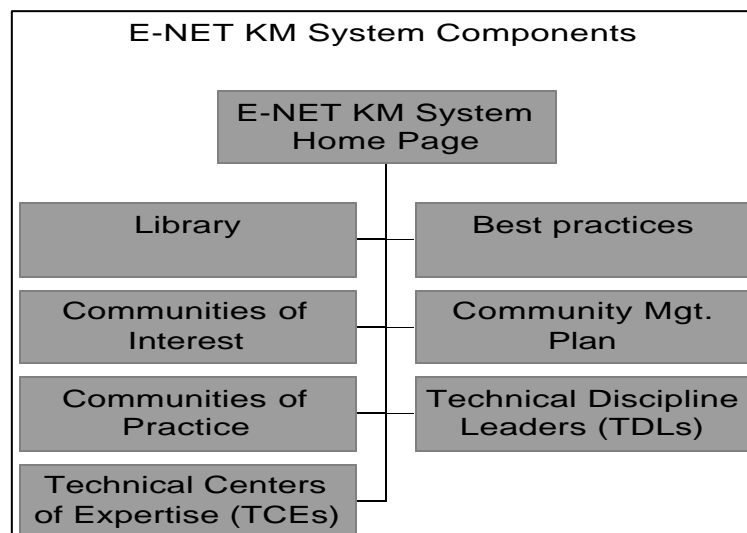 E-NET KM System Components
E-NET KM System
Home Page
Library
Best practices
Communities of
Interest
Community Mgt.
Plan
Communities of
Practice
Technical Discipline
Leaders (TDLs)
Technical Centers
of Expertise (TCEs)